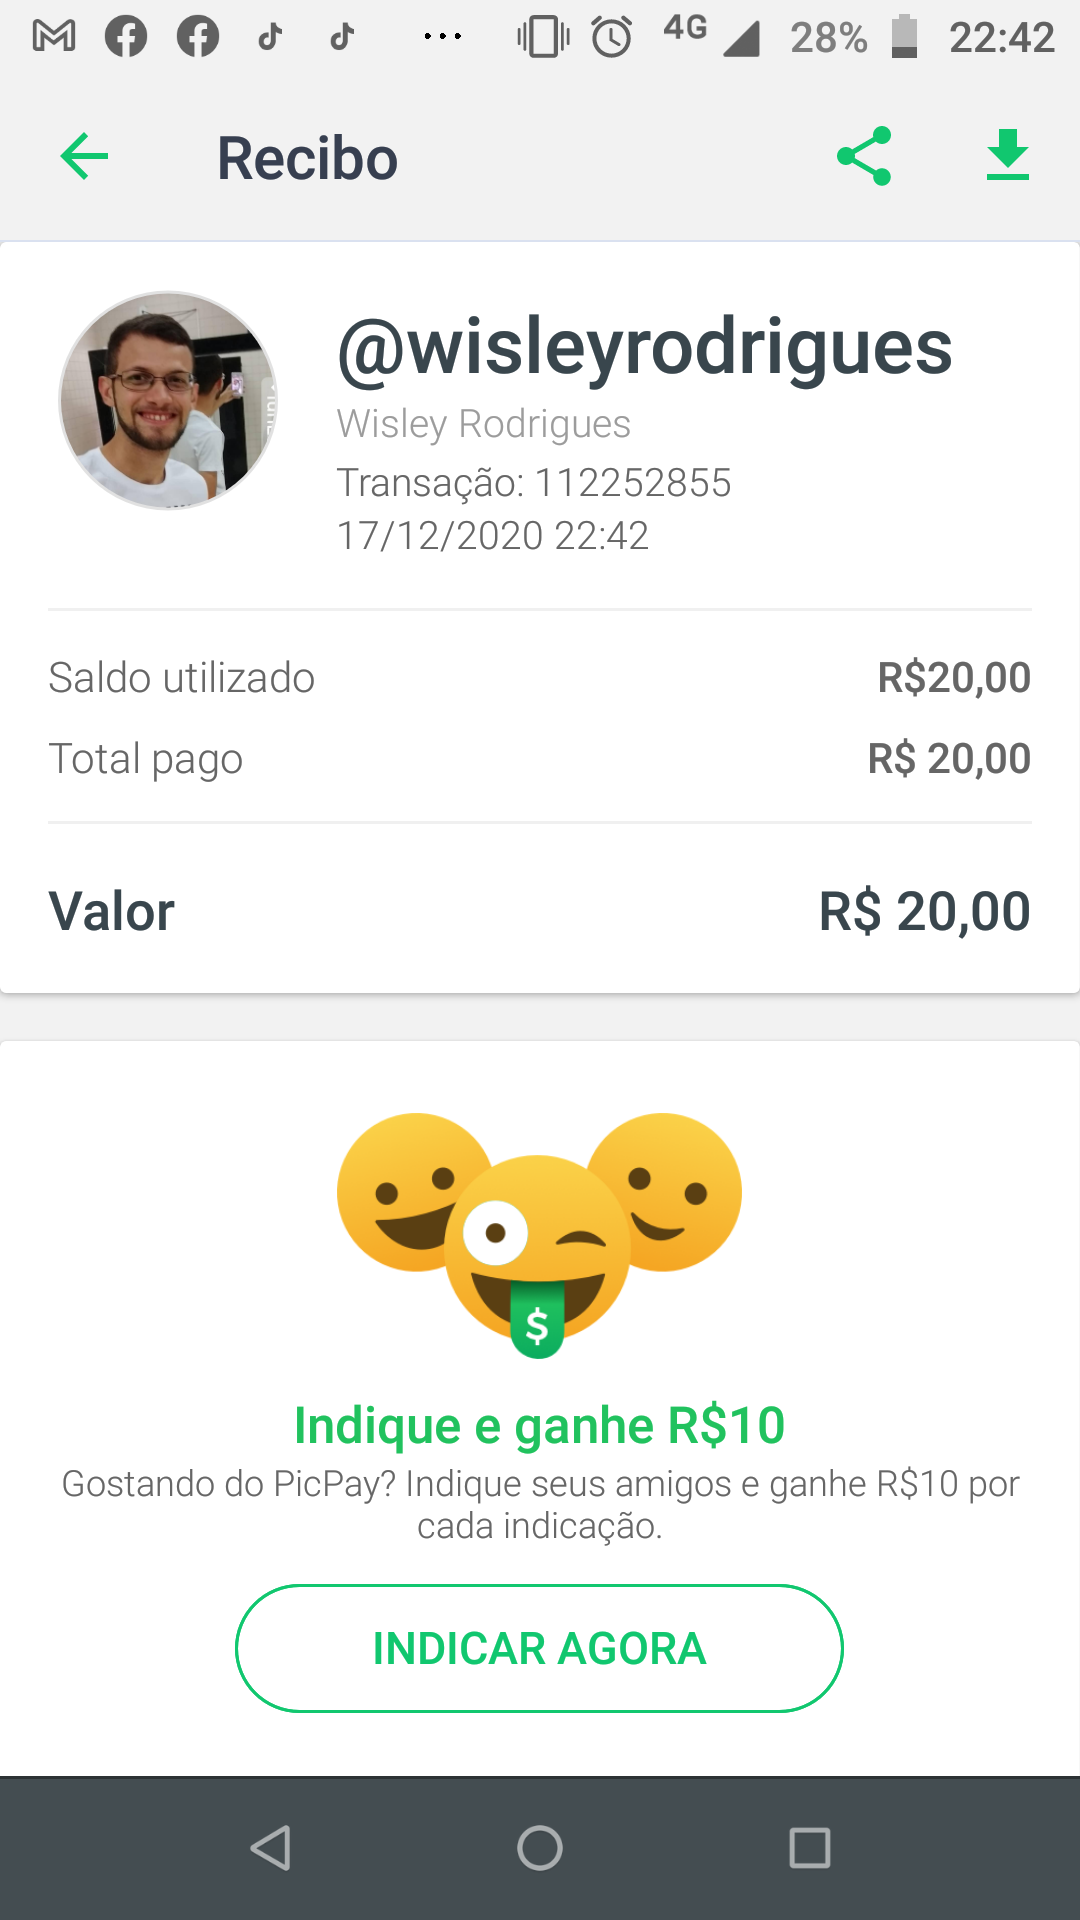 4G 28% 22:42
Recibo
@wisleyrodrigues
Wisley Rodrigues
Transação: 112252855
17/12/2020 22:42
Saldo utilizado R$20,00
Total pago R$ 20,00
Valor R$ 20,00
$
Indique e ganhe R$10
Gostando do PicPay? Indique seus amigos e ganhe R$10 por
cada indicação.
INDICAR AGORA